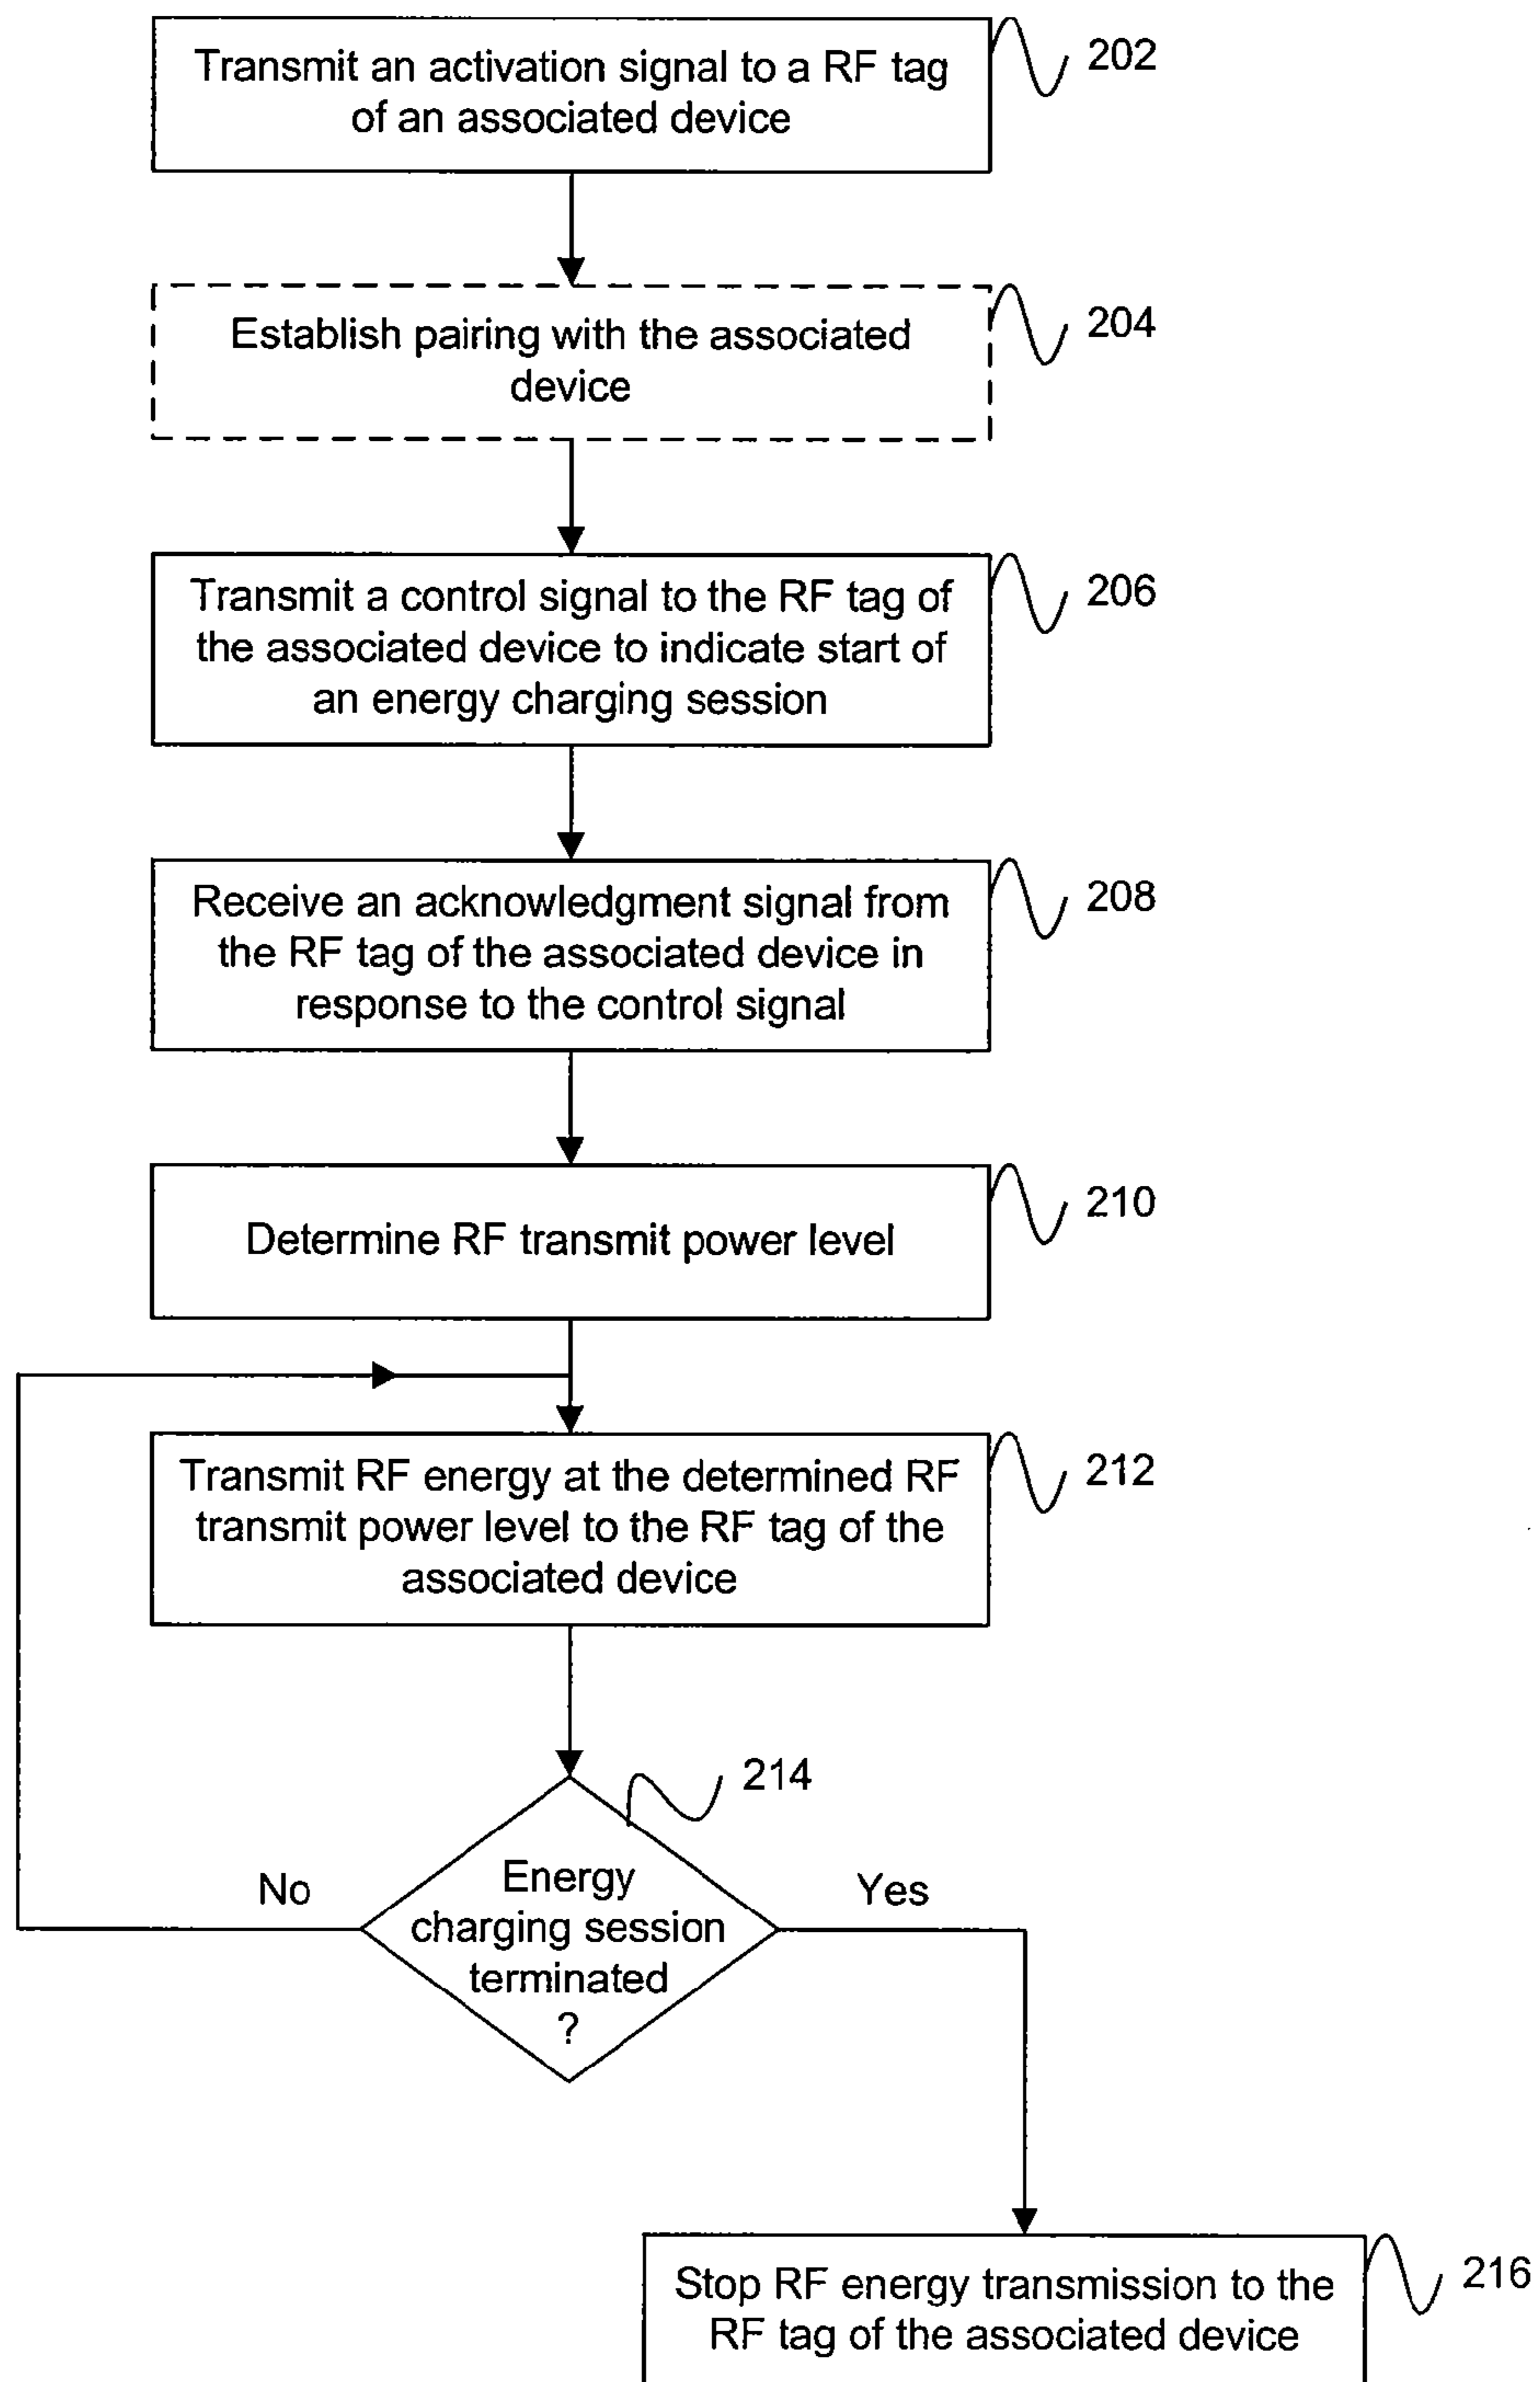 Transmit an activation signal to a RF tag
of an associated device
202
Establish pairing with the associated
device
204
Transmit a control signal to the RF tag of
the associated device to indicate start of
an energy charging session
206
Receive an acknowledgment signal from
the RF tag of the associated device in
response to the control signal
208
Determine RF transmit power level
210
Transmit RF energy at the determined RF
transmit power level to the RF tag of the
associated device
212
214
Energy
charging session
terminated
?
No
Yes
Stop RF energy transmission to the
RF tag of the associated device
216